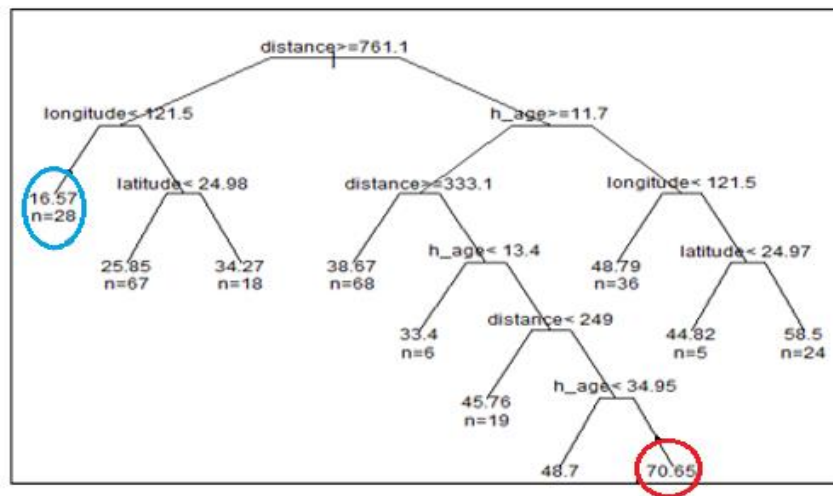 distance>=761.1
longitude< 121.5
h_age>=11.7
16.57
n=28
latitude< 24.98
distance>=333.1
longitude< 121.5
25.85
n=67
34.27
n=18
38.67
n=68
h_age< 13.4
48.79
n=36
latitude< 24.97
33.4
n=6
distance< 249
44.82
n=5
58.5
n=24
45.76
n=19
h_age< 34.95
48.7
70.65